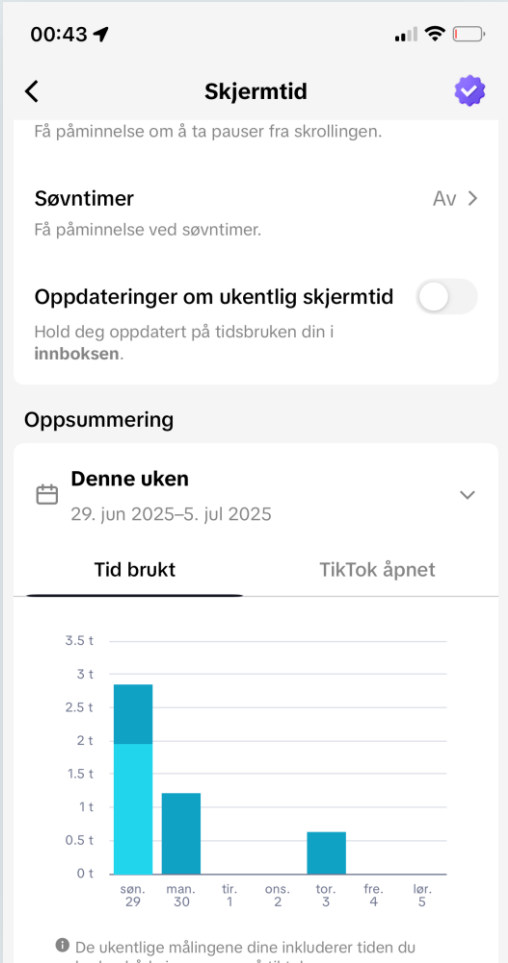 00:43
Skjermtid
Få påminnelse om å ta pauser fra skrollingen.
Søvntimer
Av
Få påminnelse ved søvntimer.
Oppdateringer om ukentlig skjermtid
Hold deg oppdatert på tidsbruken din i
innboksen.
Oppsummering
Denne uken
29. jun 2025–5. jul 2025
Tid brukt
TikTok åpnet
3.5 t
3 t
2.5 t
2 t
1.5 t
1 t
0.5 t
0 t
søn. man. tir. ons. tor. fre. lør.
29 30 1 2 3 4 5
De ukentlige målingene dine inkluderer tiden du